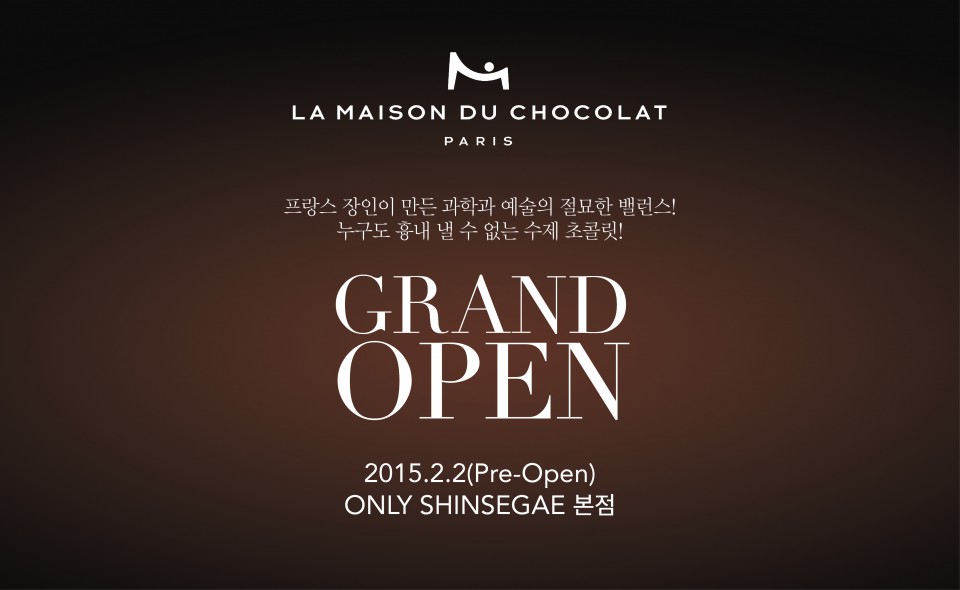 LA MAISON DU CHOCOLAT
PARIS
프랑스 장인이 만든 과학과 예술의 절묘한 밸런스!
누구도 흉내 낼 수 없는 수제 초콜릿!
GRAND
OPEN
2015.2.2(Pre-Open)
ONLY SHINSEGAE 본점